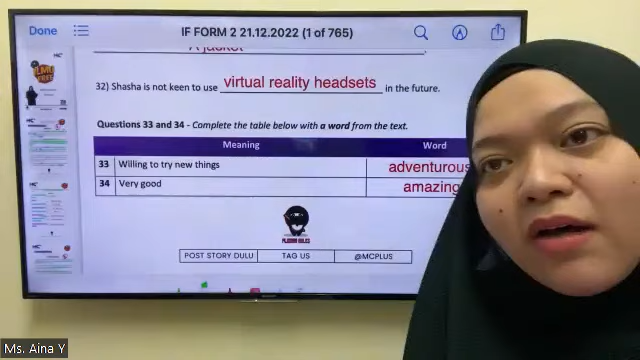 Done
IF FORM 2 21.12.2022 (1 of 765)
A jacket
32) Shasha is not keen to use virtual reality headsets in the future.
Questions 33 and 34 - Complete the table below with a word from the text.
Meaning Word
33 Willing to try new things adventurous
34 Very good amazing
POST STORY DULU TAG US @MCPLUS
Ms. Aina Y